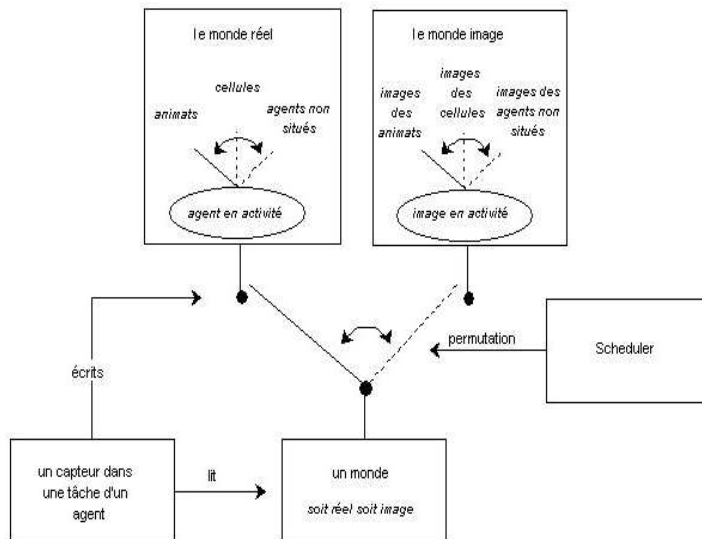 le monde réel
cellules
animats
agents non
situés
agent en activité
le monde image
images
des
cellules
images
des
animats
images des
agents non
situés
image en activité
permutation
Scheduler
écrits
un capteur dans
une tâche d'un
agent
lit
un monde
soit réel soit image